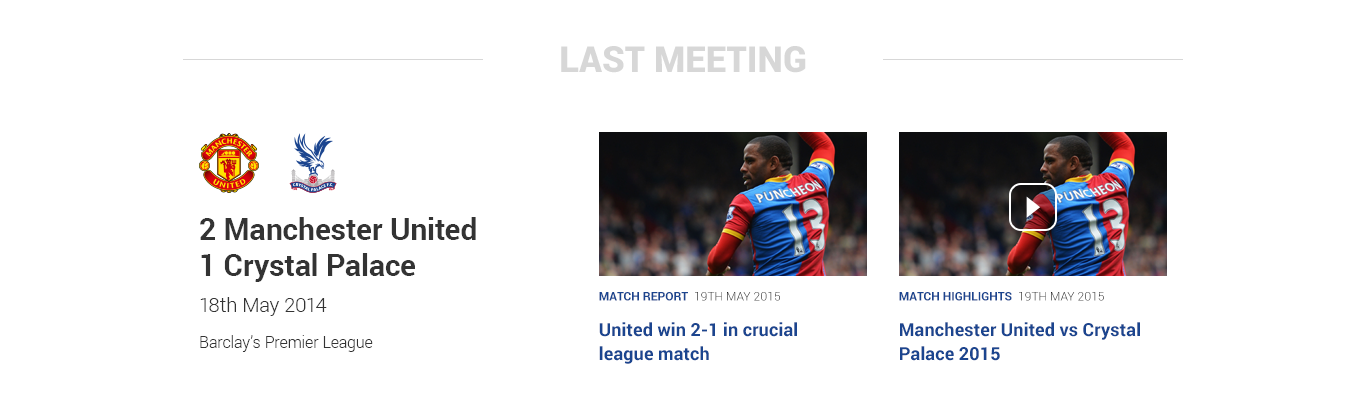 LAST MEETING
MANCHESTER
UNITED
CRYSTAL PALACE F.C.
2 Manchester United
1 Crystal Palace
18th May 2014
Barclay's Premier League
PUNCHEON
13
MATCH REPORT 19TH MAY 2015
United win 2-1 in crucial
league match
PUNCHEON
13
MATCH HIGHLIGHTS 19TH MAY 2015
Manchester United vs Crystal
Palace 2015